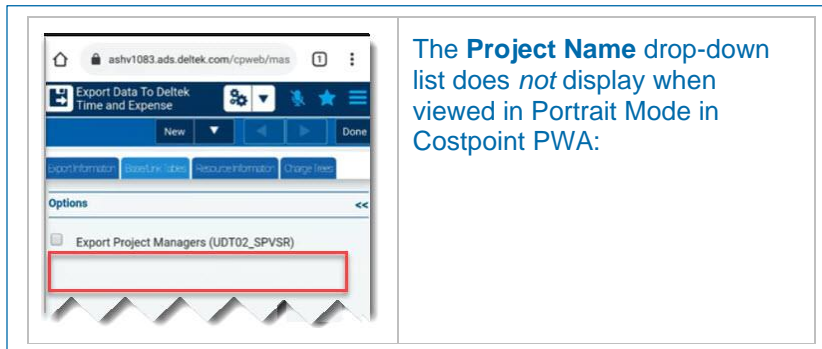 ashv1083.ads.deltek.com/cpweb/mas 1
Export Data To Deltek
Time and Expense
New Done
Export Information Base/Link Tables Resource Information Charge Trees
Options <<
Export Project Managers (UDT02_SPVSR)
The Project Name drop-down
list does not display when
viewed in Portrait Mode in
Costpoint PWA: